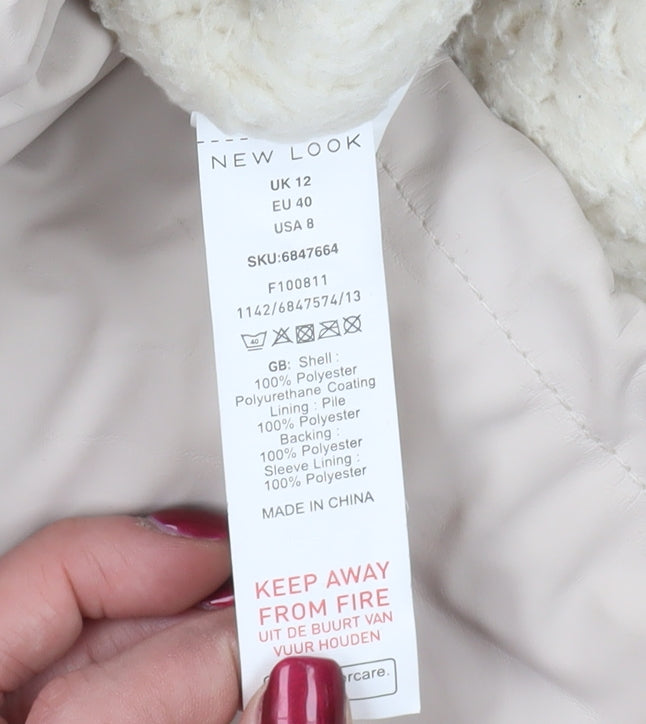 NEW LOOK
UK 12
EU 40
USA 8
SKU:6847664
F100811
1142/6847574/13
40
GB: Shell :
100% Polyester
Polyurethane Coating
Lining : Pile
100% Polyester
Backing :
100% Polyester
Sleeve Lining :
100% Polyester
MADE IN CHINA
KEEP AWAY
FROM FIRE
UIT DE BUURT VAN
VUUR HOUDEN